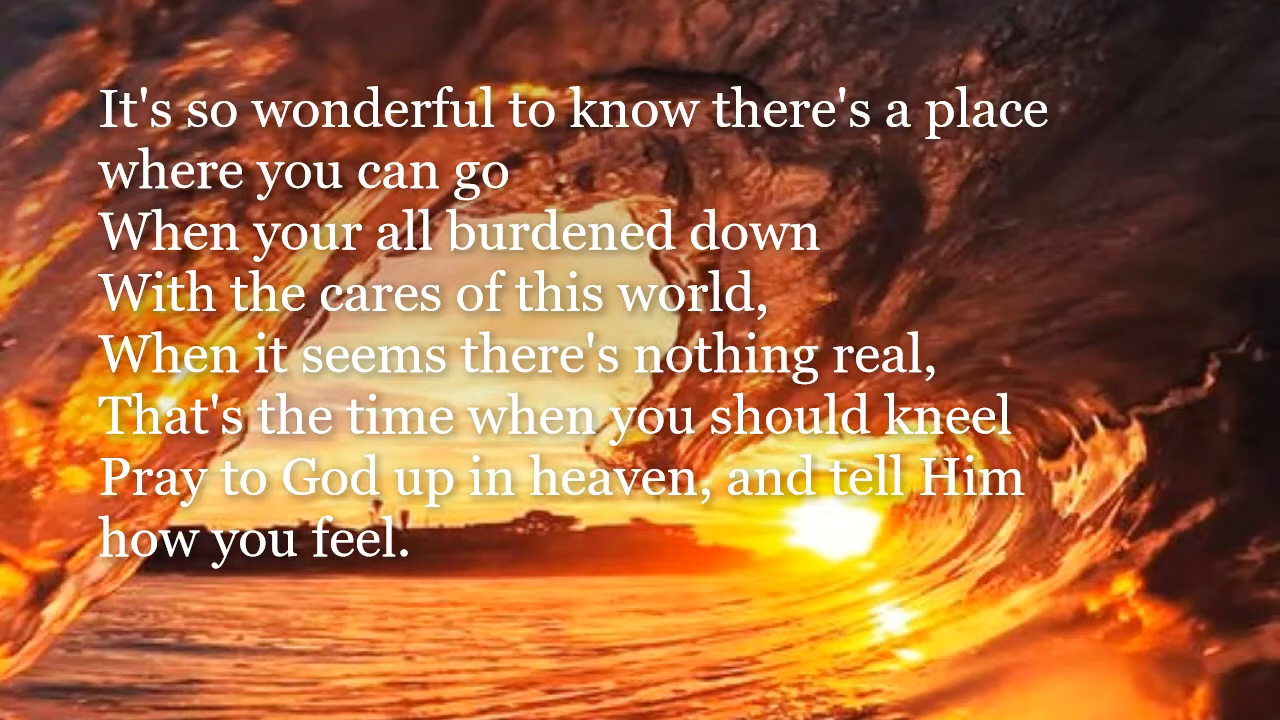 It's so wonderful to know there's a place
where you can go
When your all burdened down
With the cares of this world,
When it seems there's nothing real,
That's the time when you should kneel
Pray to God up in heaven, and tell Him
how you feel.